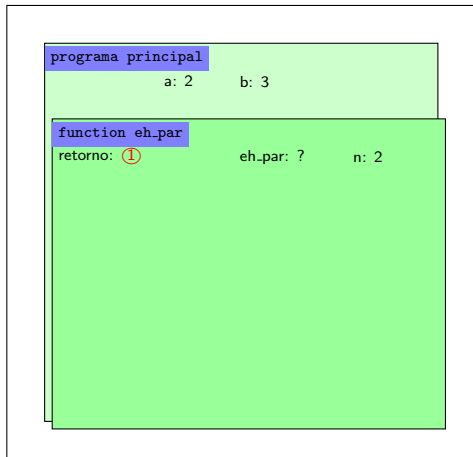 programa principal
a: 2 b: 3
function eh_par
retorno: 1 eh_par: ? n: 2